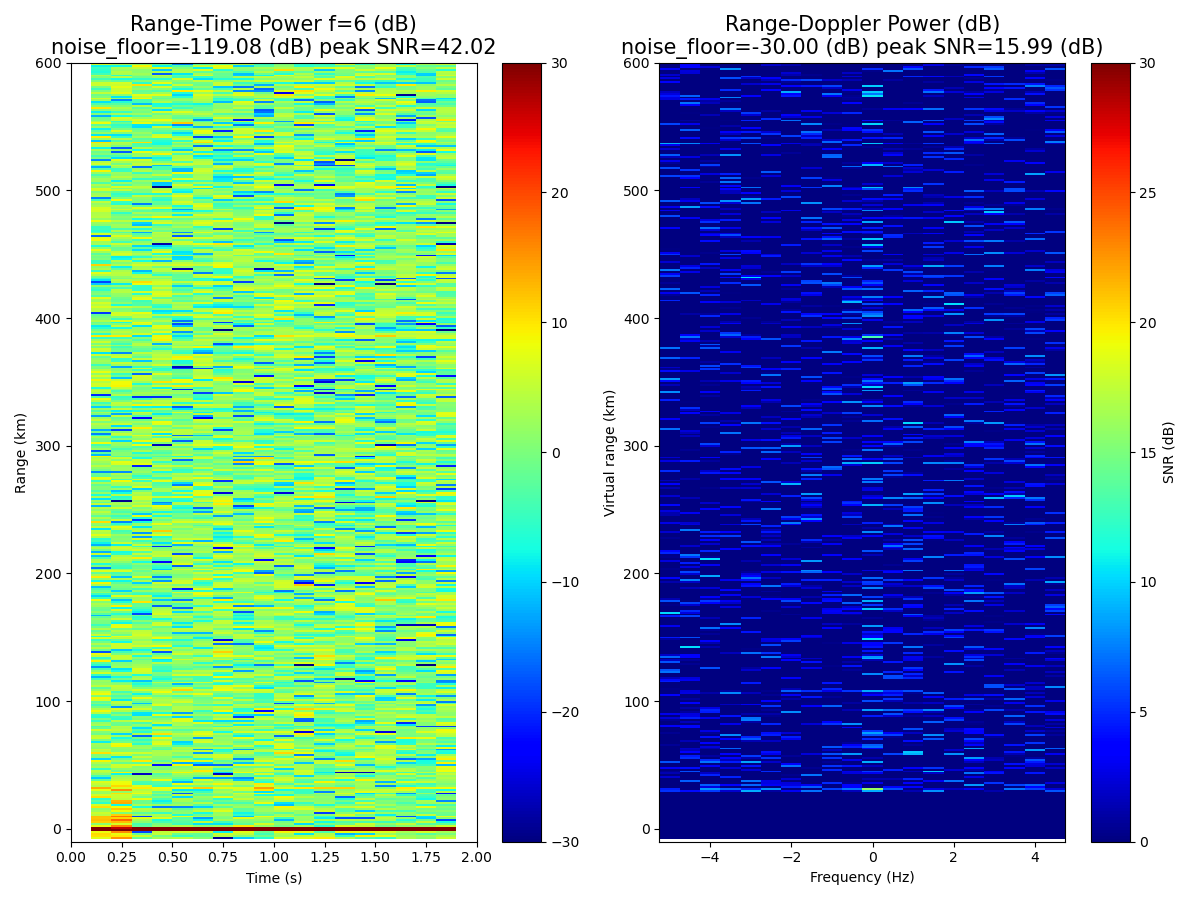 Range-Time Power f=6 (dB)
noise_floor=-119.08 (dB) peak SNR=42.02
Range (km)
600
500
400
300
200
100
0
0.00 0.25 0.50 0.75 1.00 1.25 1.50 1.75 2.00
Time (s)
30
20
10
0
−10
−20
−30
Range-Doppler Power (dB)
noise_floor=-30.00 (dB) peak SNR=15.99 (dB)
Virtual range (km)
600
500
400
300
200
100
0
−4 −2 0 2 4
Frequency (Hz)
30
25
20
15
10
5
0
SNR (dB)